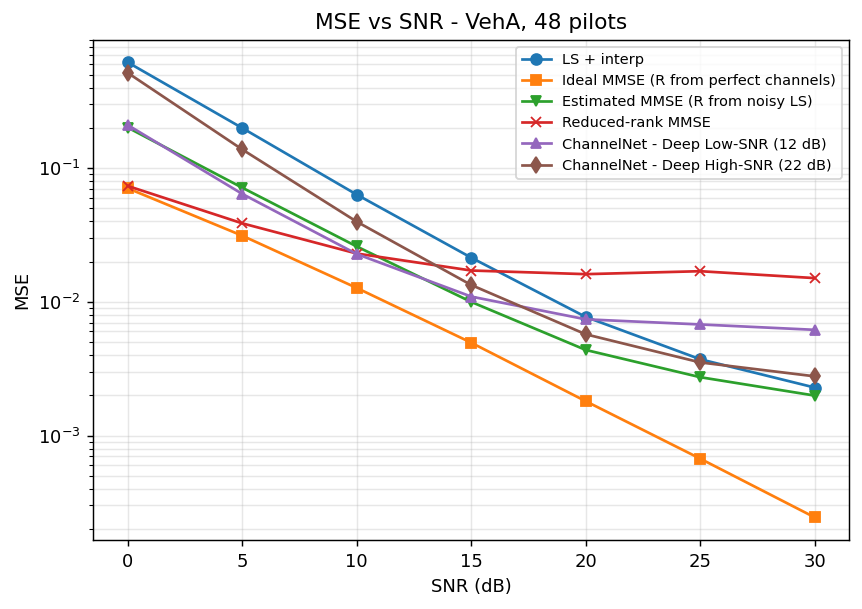 MSE vs SNR - VehA, 48 pilots
LS + interp
Ideal MMSE (R from perfect channels)
Estimated MMSE (R from noisy LS)
Reduced-rank MMSE
ChannelNet - Deep Low-SNR (12 dB)
ChannelNet - Deep High-SNR (22 dB)
MSE
10⁻¹
10⁻²
10⁻³
0 5 10 15 20 25 30
SNR (dB)